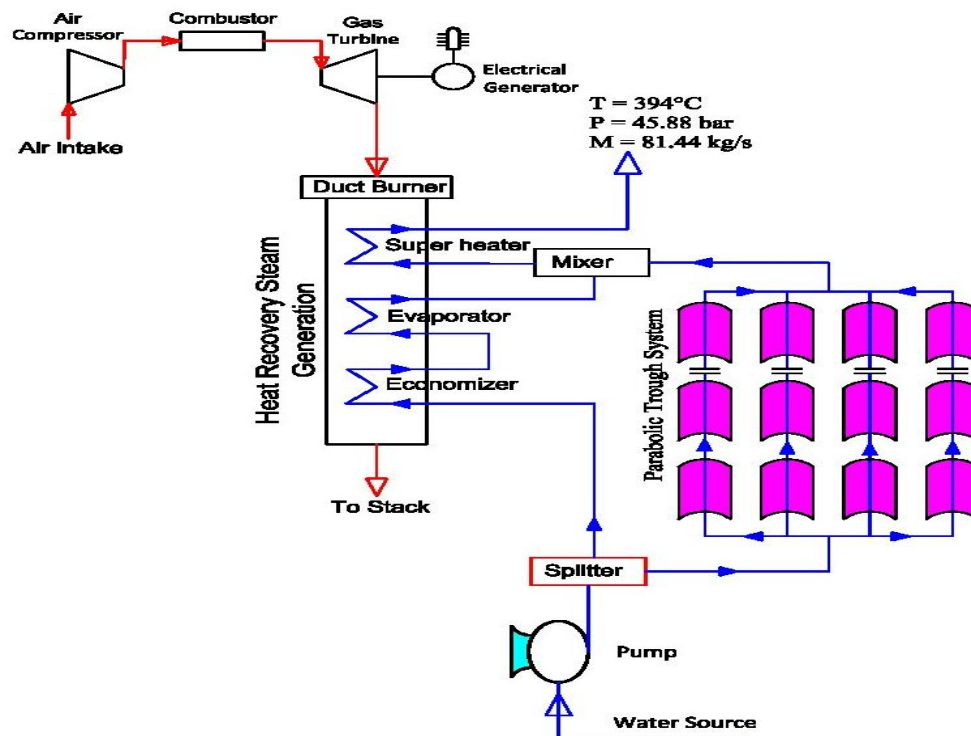 Air
Compressor
Combustor
Gas
Turbine
Electrical
Generator
Air Intake
T = 394°C
P = 45.88 bar
M = 81.44 kg/s
Duct Burner
Super heater
Mixer
Evaporator
Economizer
Heat Recovery Steam
Generation
Parabolic Trough System
To Stack
Splitter
Pump
Water Source